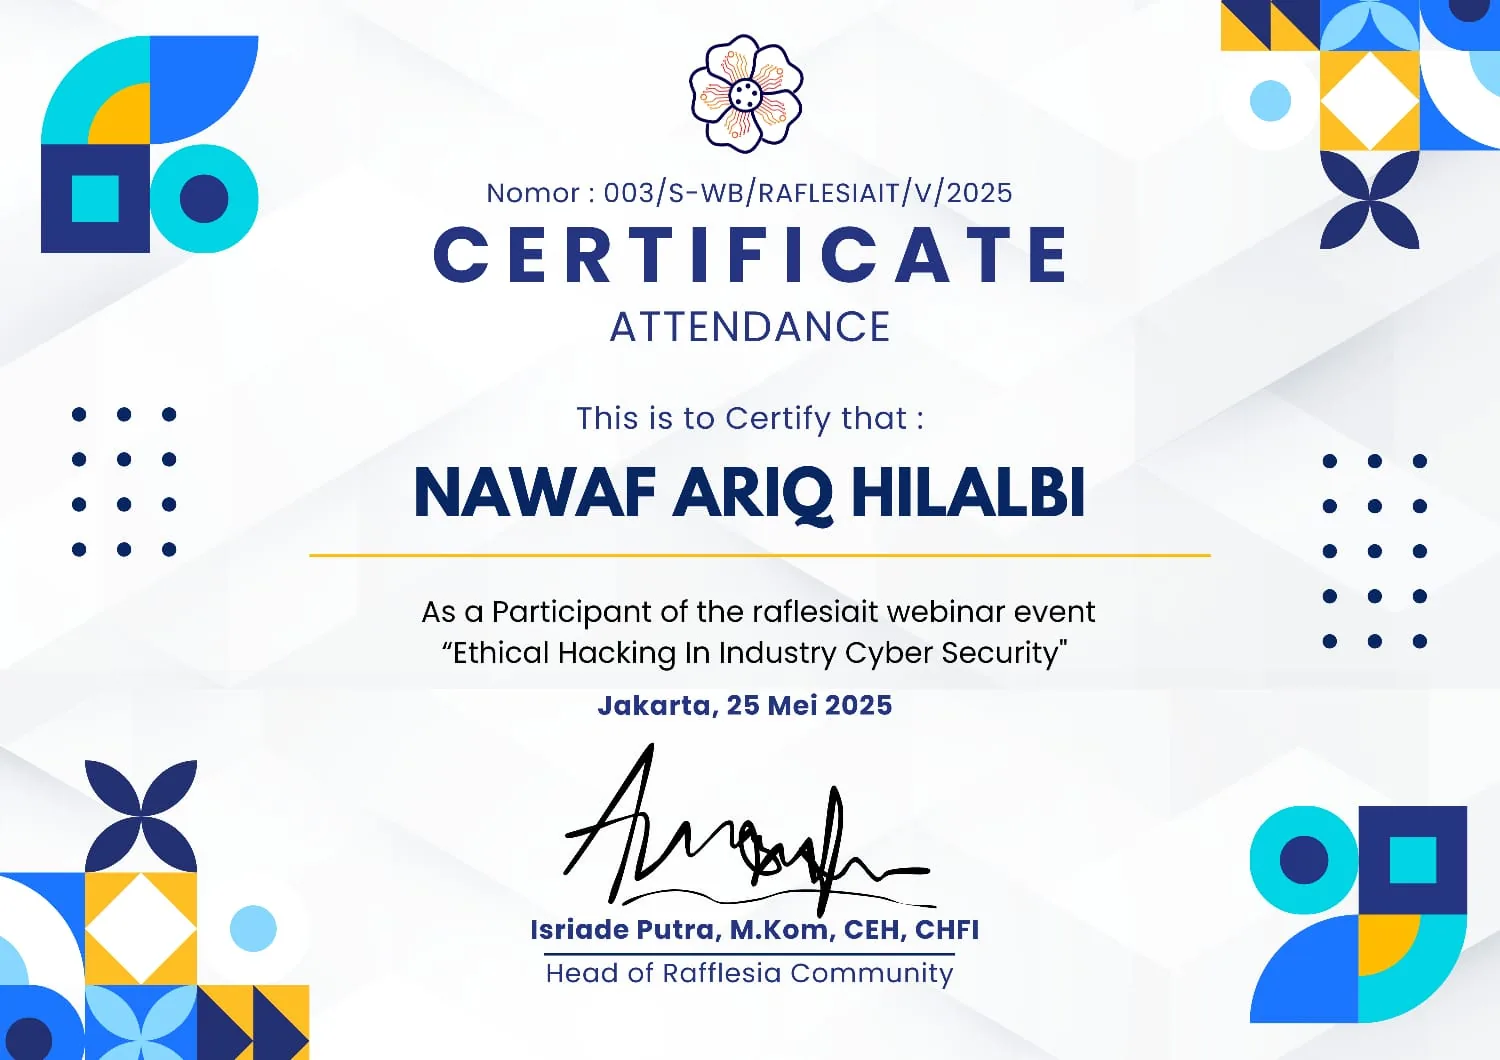 Nomor : 003/S-WB/RAFLESIAIT/V/2025
CERTIFICATE
ATTENDANCE
This is to Certify that :
NAWAF ARIQ HILALBI
As a Participant of the raflesiait webinar event
“Ethical Hacking In Industry Cyber Security"
Jakarta, 25 Mei 2025
Isriade Putra, M.Kom, CEH, CHFI
Head of Rafflesia Community